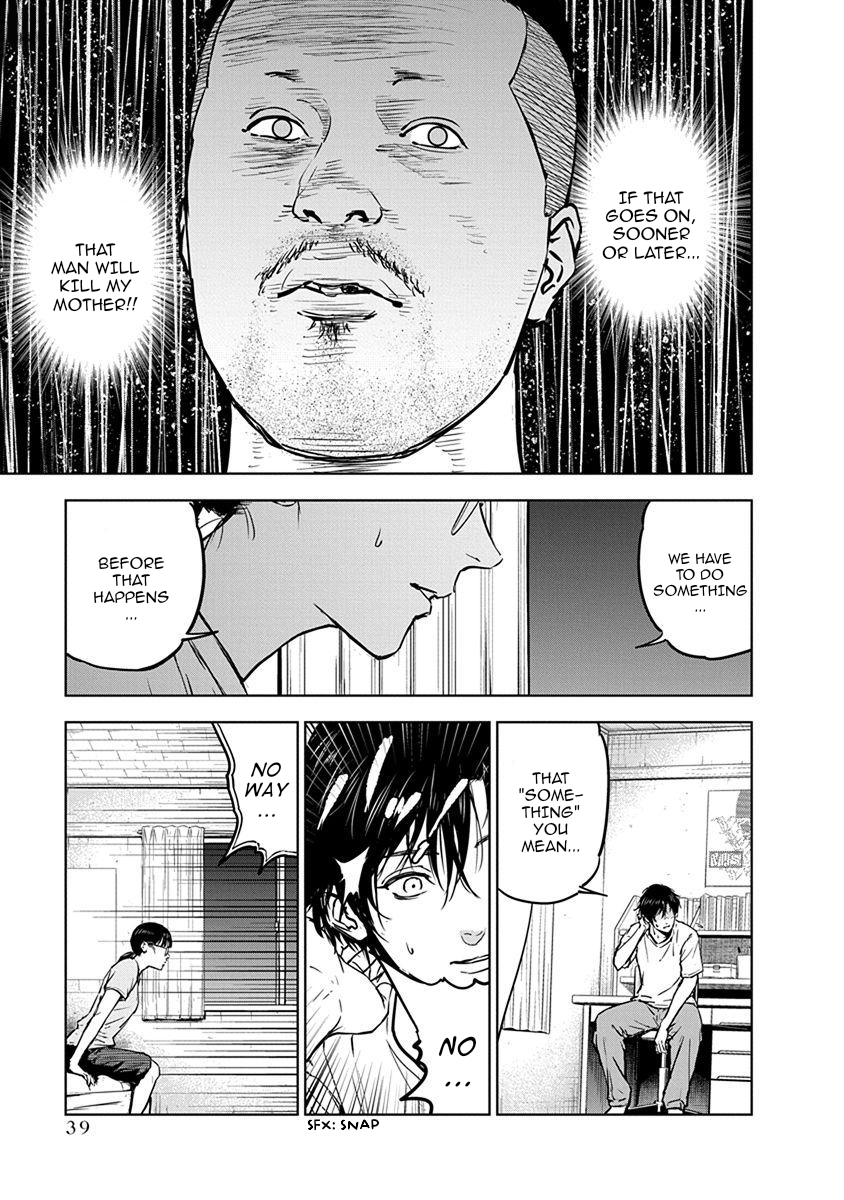 IF THAT
GOES ON,
SOONER
OR LATER...
THAT
MAN WILL
KILL MY
MOTHER!!
WE HAVE
TO DO
SOMETHING
...
BEFORE
THAT
HAPPENS
...
THAT
"SOME-
THING"
YOU
MEAN...
NO
...
NO
WAY
...
39
SFX: SNAP